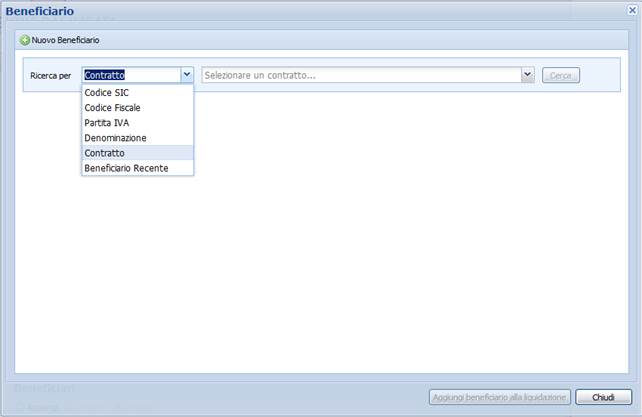 Beneficiario
Nuovo Beneficiario
Ricerca per Contratto Selezionare un contratto... Cerca
Codice SIC
Codice Fiscale
Partita IVA
Denominazione
Contratto
Beneficiario Recente
Aggiungi beneficiario alla liquidazione Chiudi